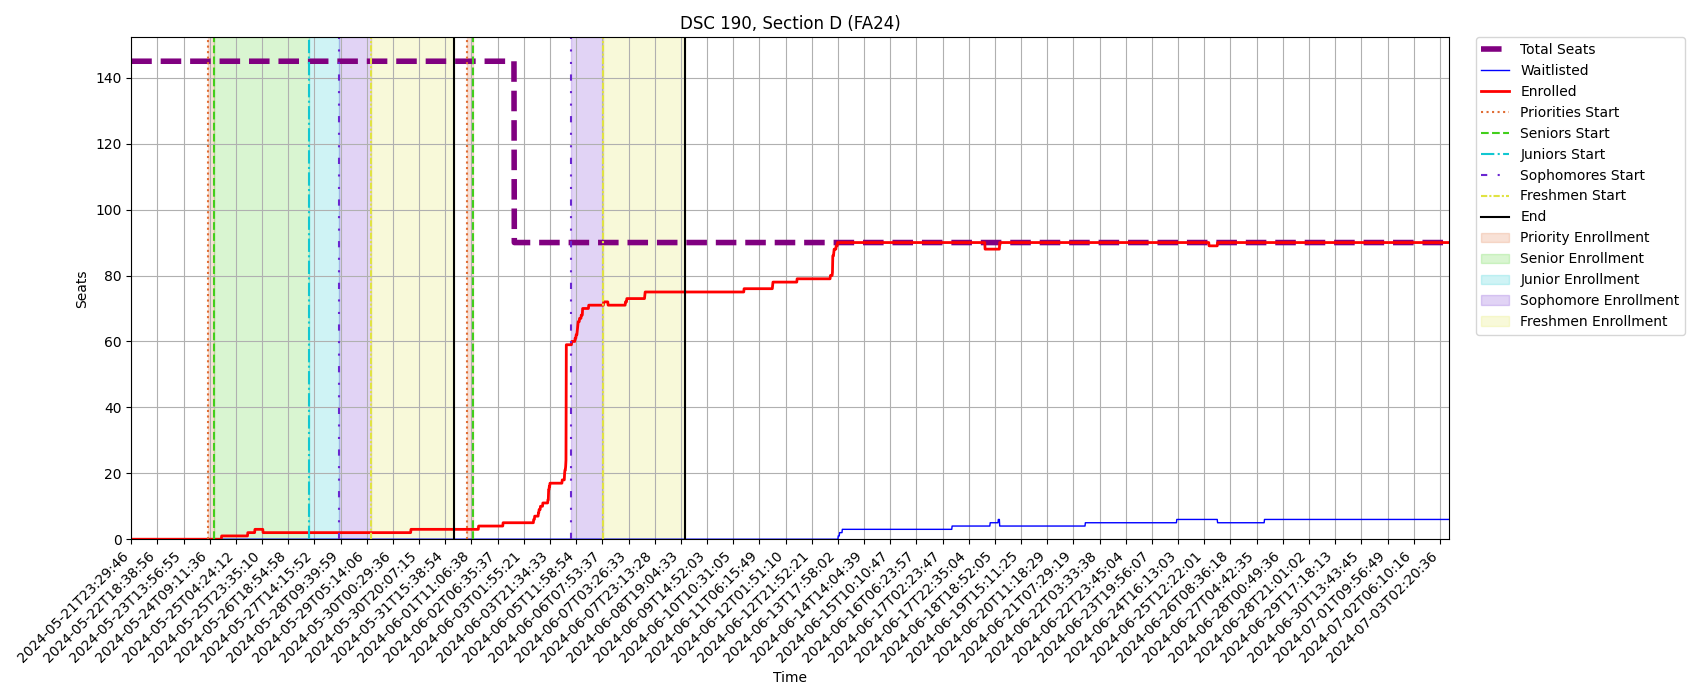 DSC 190, Section D (FA24)
Seats
140
120
100
80
60
40
20
0
2024-05-21T23:29:46
2024-05-22T18:38:56
2024-05-23T13:56:55
2024-05-24T09:11:36
2024-05-25T04:24:12
2024-05-25T23:35:10
2024-05-26T18:54:58
2024-05-27T14:15:52
2024-05-28T09:39:59
2024-05-29T05:14:06
2024-05-30T00:29:36
2024-05-30T20:07:15
2024-05-31T15:38:54
2024-06-01T11:06:38
2024-06-02T06:35:37
2024-06-03T01:55:21
2024-06-03T21:34:33
2024-06-05T11:58:54
2024-06-06T07:53:37
2024-06-07T03:26:33
2024-06-07T23:13:28
2024-06-08T19:04:33
2024-06-09T14:52:03
2024-06-10T10:31:05
2024-06-11T06:15:49
2024-06-12T01:51:10
2024-06-12T21:52:21
2024-06-13T17:58:02
2024-06-14T14:04:39
2024-06-15T10:10:47
2024-06-16T06:23:57
2024-06-17T02:23:47
2024-06-17T22:35:04
2024-06-18T18:52:05
2024-06-19T15:11:25
2024-06-20T11:18:29
2024-06-21T07:29:19
2024-06-22T03:33:38
2024-06-22T23:45:04
2024-06-23T19:56:07
2024-06-24T16:13:03
2024-06-25T12:22:01
2024-06-26T08:36:18
2024-06-27T04:42:35
2024-06-28T00:49:36
2024-06-28T21:01:02
2024-06-29T17:18:13
2024-06-30T13:43:45
2024-07-01T09:56:49
2024-07-02T06:10:16
2024-07-03T02:20:36
Time
Total Seats
Waitlisted
Enrolled
Priorities Start
Seniors Start
Juniors Start
Sophomores Start
Freshmen Start
End
Priority Enrollment
Senior Enrollment
Junior Enrollment
Sophomore Enrollment
Freshmen Enrollment